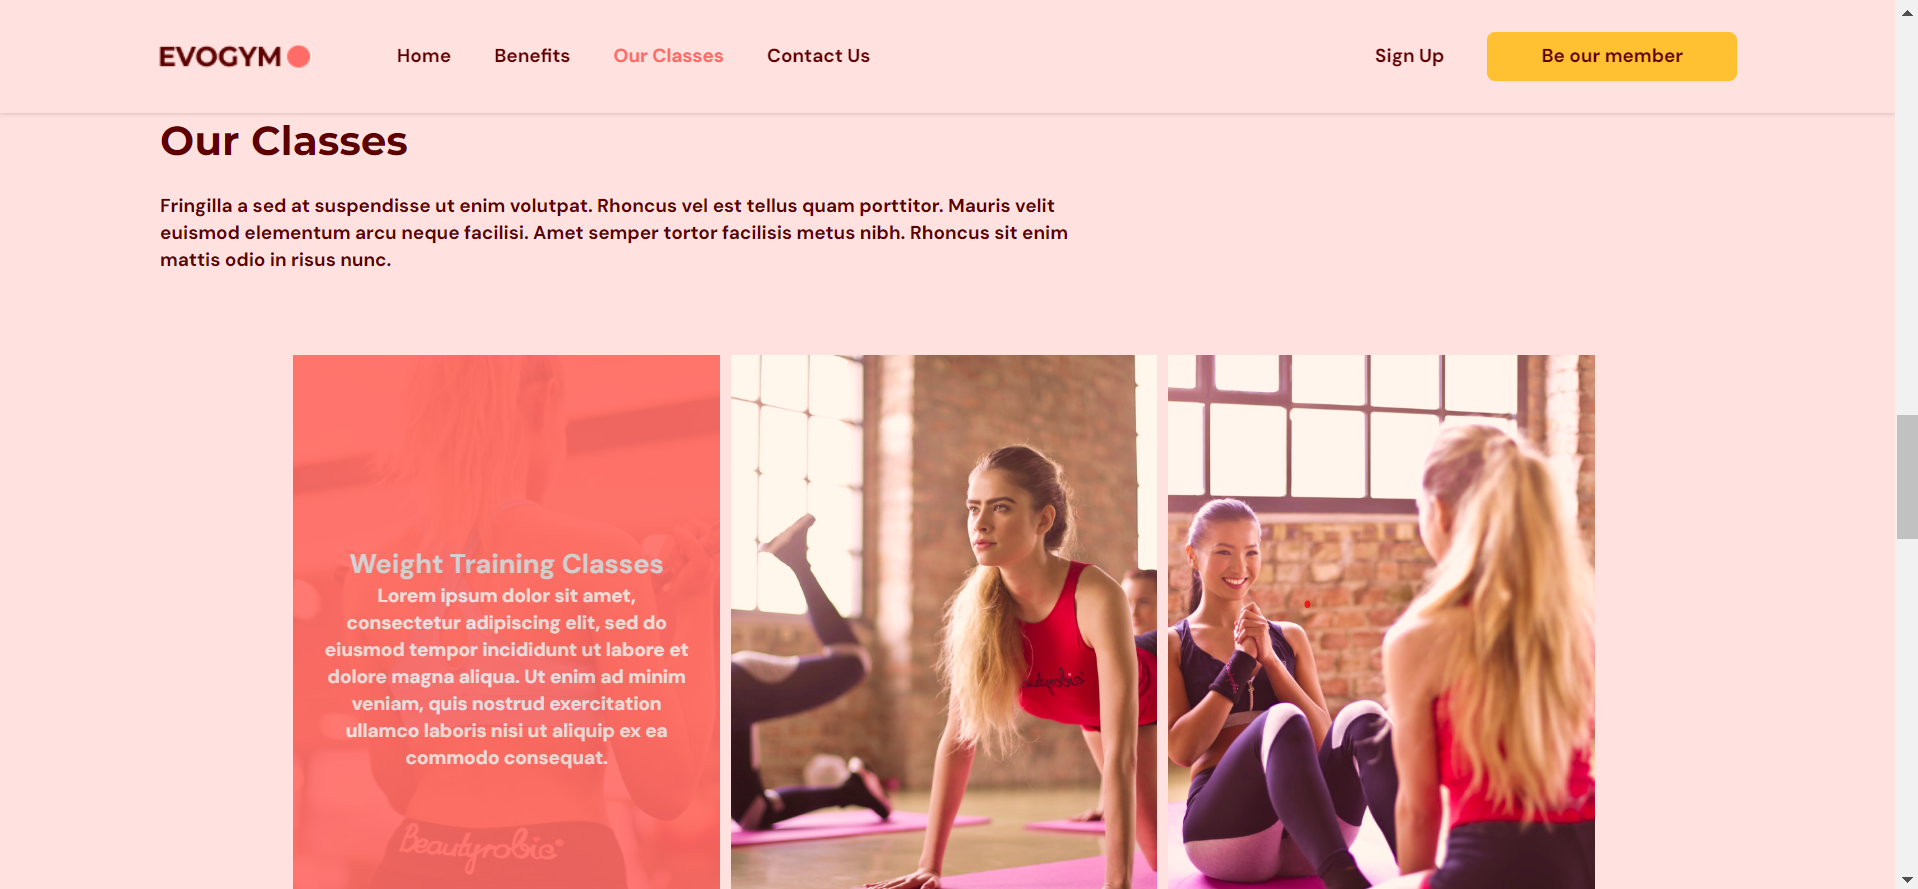 EVOGYM
Home Benefits Our Classes Contact Us Sign Up Be our member
Our Classes
Fringilla a sed at suspendisse ut enim volutpat. Rhoncus vel est tellus quam porttitor. Mauris velit
euismod elementum arcu neque facilisi. Amet semper tortor facilisis metus nibh. Rhoncus sit enim
mattis odio in risus nunc.
Weight Training Classes
Lorem ipsum dolor sit amet,
consectetur adipiscing elit, sed do
eiusmod tempor incididunt ut labore et
dolore magna aliqua. Ut enim ad minim
veniam, quis nostrud exercitation
ullamco laboris nisi ut aliquip ex ea
commodo consequat.
Beautyrobic®